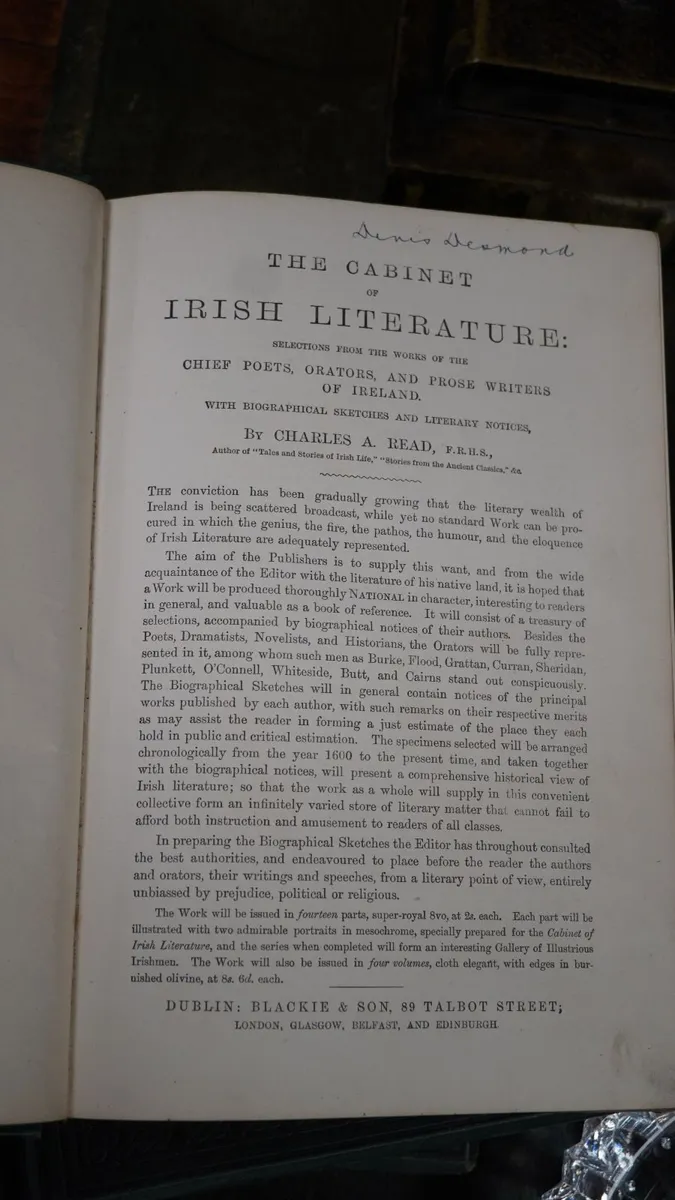 Denis Desmond
THE CABINET
OF
IRISH LITERATURE:
SELECTIONS FROM THE WORKS OF THE
CHIEF POETS, ORATORS, AND PROSE WRITERS
OF IRELAND.
WITH BIOGRAPHICAL SKETCHES AND LITERARY NOTICES,
BY CHARLES A. READ, F.R.H.S.,
Author of "Tales and Stories of Irish Life," "Stories from the Ancient Classics," &c.
THE conviction has been gradually growing that the literary wealth of
Ireland is being scattered broadcast, while yet no standard Work can be pro-
cured in which the genius, the fire, the pathos, the humour, and the eloquence
of Irish Literature are adequately represented.
The aim of the Publishers is to supply this want, and from the wide
acquaintance of the Editor with the literature of his native land, it is hoped that
a Work will be produced thoroughly NATIONAL in character, interesting to readers
in general, and valuable as a book of reference. It will consist of a treasury of
selections, accompanied by biographical notices of their authors. Besides the
Poets, Dramatists, Novelists, and Historians, the Orators will be fully repre-
sented in it, among whom such men as Burke, Flood, Grattan, Curran, Sheridan,
Plunkett, O'Connell, Whiteside, Butt, and Cairns stand out conspicuously.
The Biographical Sketches will in general contain notices of the principal
works published by each author, with such remarks on their respective merits
as may assist the reader in forming a just estimate of the place they each
hold in public and critical estimation. The specimens selected will be arranged
chronologically from the year 1600 to the present time, and taken together
with the biographical notices, will present a comprehensive historical view of
Irish literature; so that the work as a whole will supply in this convenient
collective form an infinitely varied store of literary matter that cannot fail to
afford both instruction and amusement to readers of all classes.
In preparing the Biographical Sketches the Editor has throughout consulted
the best authorities, and endeavoured to place before the reader the authors
and orators, their writings and speeches, from a literary point of view, entirely
unbiassed by prejudice, political or religious.
The Work will be issued in fourteen parts, super-royal 8vo, at 2s. each. Each part will be
illustrated with two admirable portraits in mesochrome, specially prepared for the Cabinet of
Irish Literature, and the series when completed will form an interesting Gallery of Illustrious
Irishmen. The Work will also be issued in four volumes, cloth elegant, with edges in bur-
nished olivine, at 8s. 6d. each.
DUBLIN: BLACKIE & SON, 89 TALBOT STREET;
LONDON, GLASGOW, BELFAST, AND EDINBURGH.